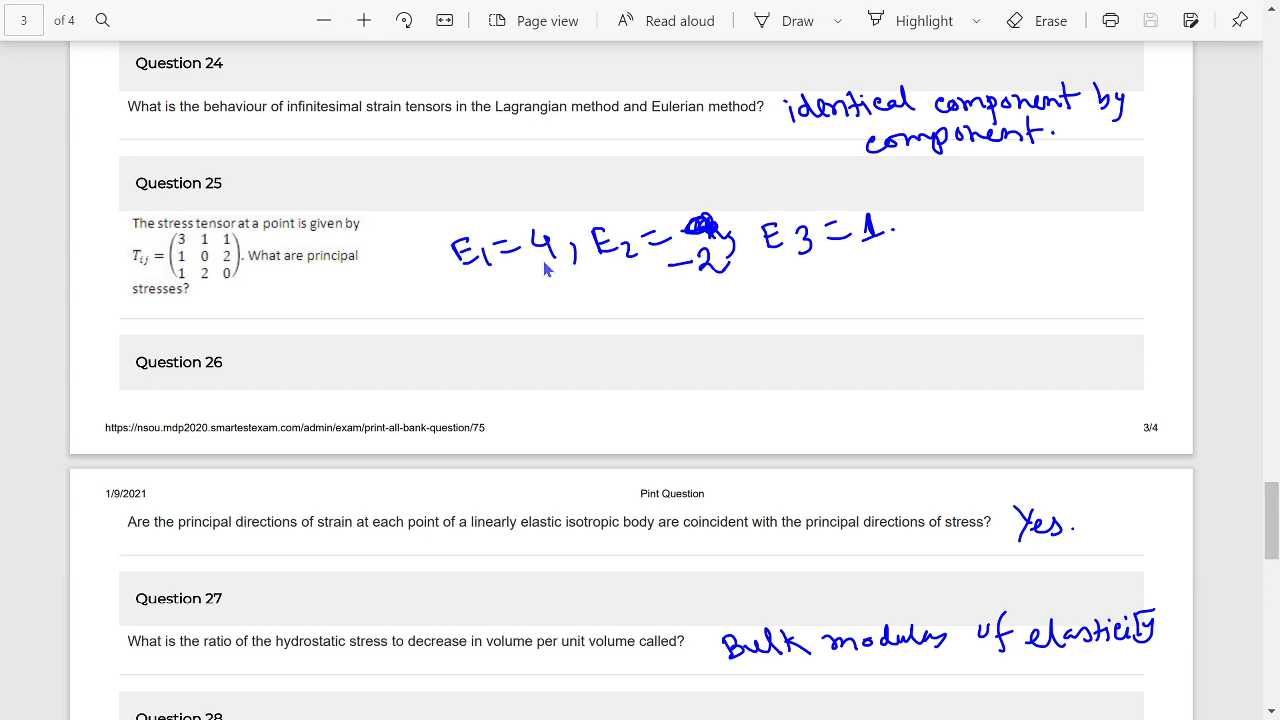 3 of 4 Page view Read aloud Draw Highlight Erase
Question 24
What is the behaviour of infinitesimal strain tensors in the Lagrangian method and Eulerian method? identical component by
component.
Question 25
The stress tensor at a point is given by
T_ij = (3 1 1
1 0 2
1 2 0). What are principal
stresses?
E1 = 4, E2 = -2, E3 = 1.
Question 26
https://nsou.mdp2020.smartestexam.com/admin/exam/print-all-bank-question/75 3/4
1/9/2021 Pint Question
Are the principal directions of strain at each point of a linearly elastic isotropic body are coincident with the principal directions of stress? Yes.
Question 27
What is the ratio of the hydrostatic stress to decrease in volume per unit volume called? Bulk modulas of elasticity
Question 28